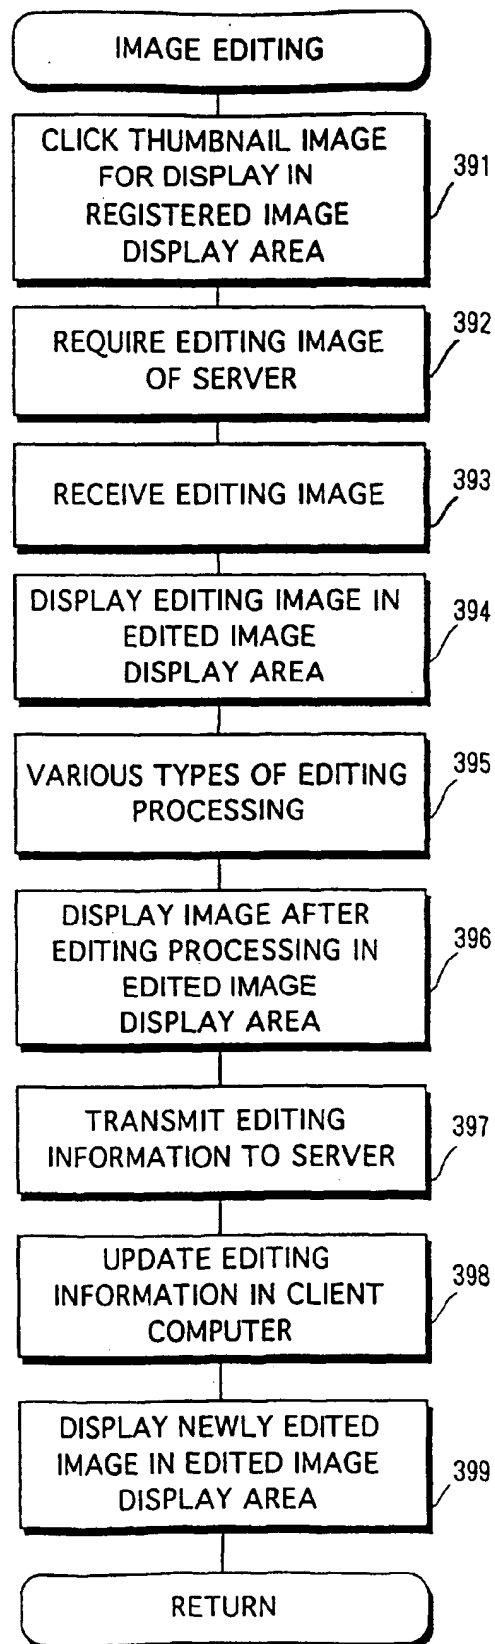 IMAGE EDITING
CLICK THUMBNAIL IMAGE
FOR DISPLAY IN
REGISTERED IMAGE
DISPLAY AREA
391
REQUIRE EDITING IMAGE
OF SERVER
392
RECEIVE EDITING IMAGE
393
DISPLAY EDITING IMAGE IN
EDITED IMAGE
DISPLAY AREA
394
VARIOUS TYPES OF EDITING
PROCESSING
395
DISPLAY IMAGE AFTER
EDITING PROCESSING IN
EDITED IMAGE
DISPLAY AREA
396
TRANSMIT EDITING
INFORMATION TO SERVER
397
UPDATE EDITING
INFORMATION IN CLIENT
COMPUTER
398
DISPLAY NEWLY EDITED
IMAGE IN EDITED IMAGE
DISPLAY AREA
399
RETURN